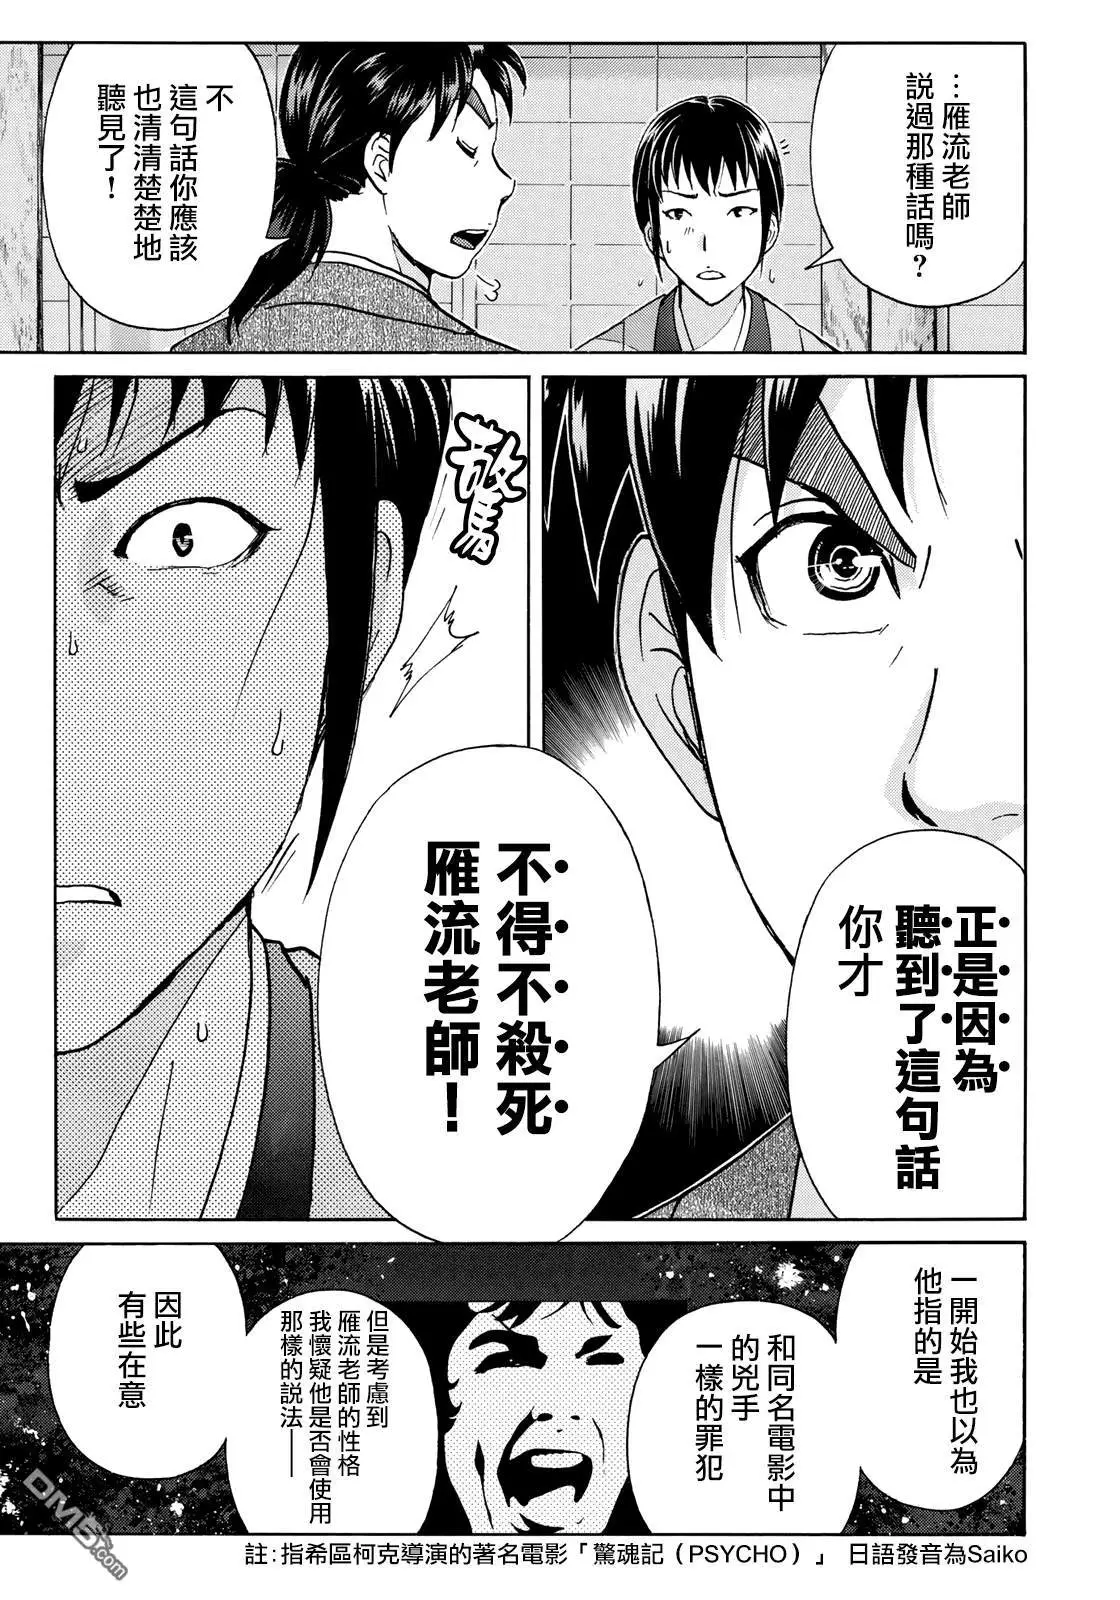 …雁流老師
說過那種話嗎?
不
這句話你應該
也清清楚楚地
聽見了!
正是因為
聽到了這句話
你才
不得不殺死
雁流老師!
驚
一開始我也以為
他指的是
和同名電影中
的兇手
一樣的罪犯
但是考慮到
雁流老師的性格
我懷疑他是否會使用
那樣的説法——
因此
有些在意
註:指希區柯克導演的著名電影「驚魂記(PSYCHO)」 日語發音為Saiko
DM5.com